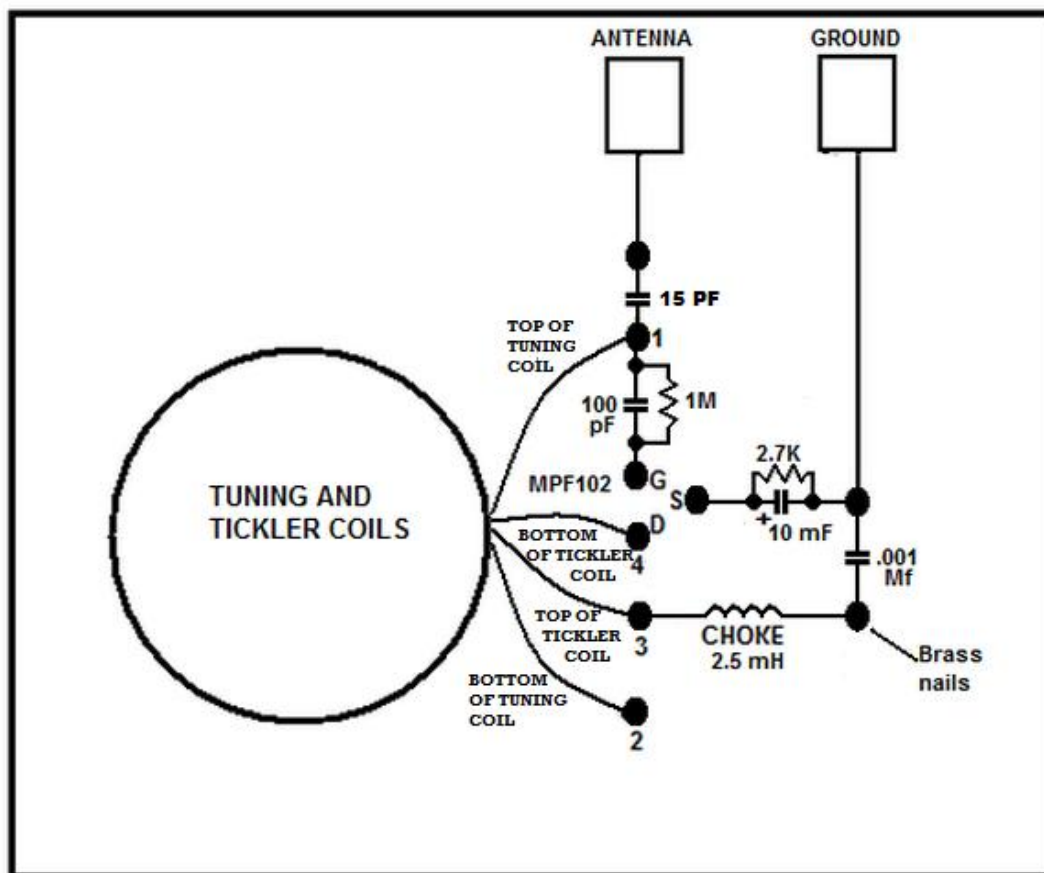 ANTENNA
GROUND
15 PF
TOP OF
TUNING
COIL
1
100
pF
1M
2.7K
MPF102
G
S
+
10 mF
TUNING AND
TICKLER COILS
D
BOTTOM
OF TICKLER
COIL
4
.001
Mf
TOP OF
TICKLER
COIL
3
CHOKE
2.5 mH
Brass
nails
BOTTOM
OF TUNING
COIL
2